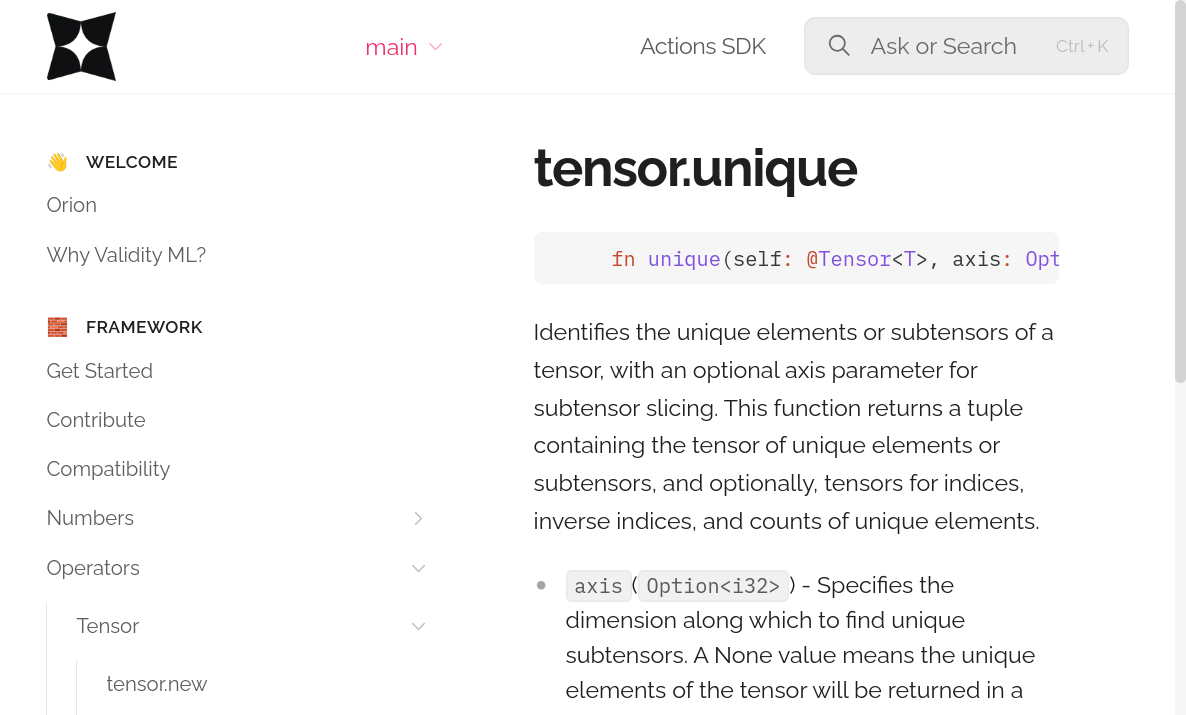 main
Actions SDK
Ask or Search
Ctrl+K
👋 WELCOME
Orion
Why Validity ML?
🧱 FRAMEWORK
Get Started
Contribute
Compatibility
Numbers
Operators
Tensor
tensor.new
tensor.unique
fn unique(self: @Tensor<T>, axis: Opt
Identifies the unique elements or subtensors of a
tensor, with an optional axis parameter for
subtensor slicing. This function returns a tuple
containing the tensor of unique elements or
subtensors, and optionally, tensors for indices,
inverse indices, and counts of unique elements.
axis(Option<i32>) - Specifies the
dimension along which to find unique
subtensors. A None value means the unique
elements of the tensor will be returned in a